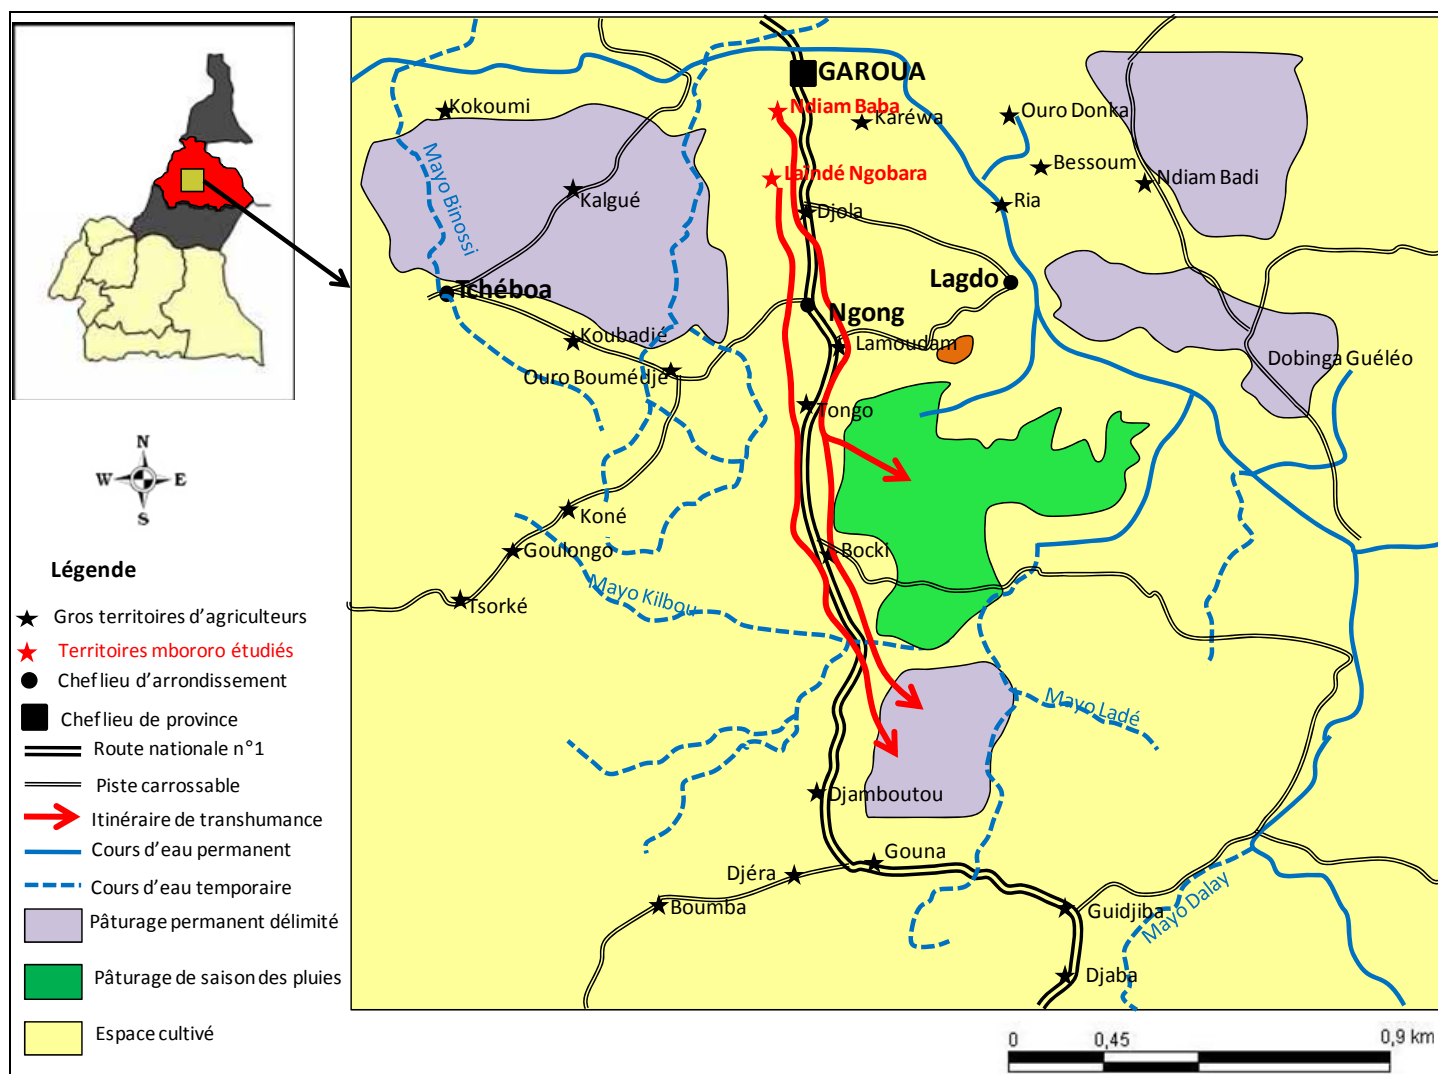 GAROUA
Ndiam Baba
Karéwa
Kokoumi
Ouro Donka
Bessoum
Ndiam Badi
Mayo Binossi
Kalgué
Laindé Ngobara
Ria
Djola
Tchéboa
Lagdo
Ngong
Koubadié
Lamoudam
Ouro Boumédjé
Dobinga Guéléo
Tongo
Koné
Goulongo
Bocki
Tsorké
Mayo Kilbou
Mayo Ladé
Djamboutou
Gouna
Djéra
Boumba
Guidjiba
Mayo Dalay
Djaba
N
W
E
S
Légende
Gros territoires d'agriculteurs
Territoires mbororo étudiés
Chef lieu d'arrondissement
Chef lieu de province
Route nationale n°1
Piste carrossable
Itinéraire de transhumance
Cours d'eau permanent
Cours d'eau temporaire
Pâturage permanent délimité
Pâturage de saison des pluies
Espace cultivé
0 0,45 0,9 km